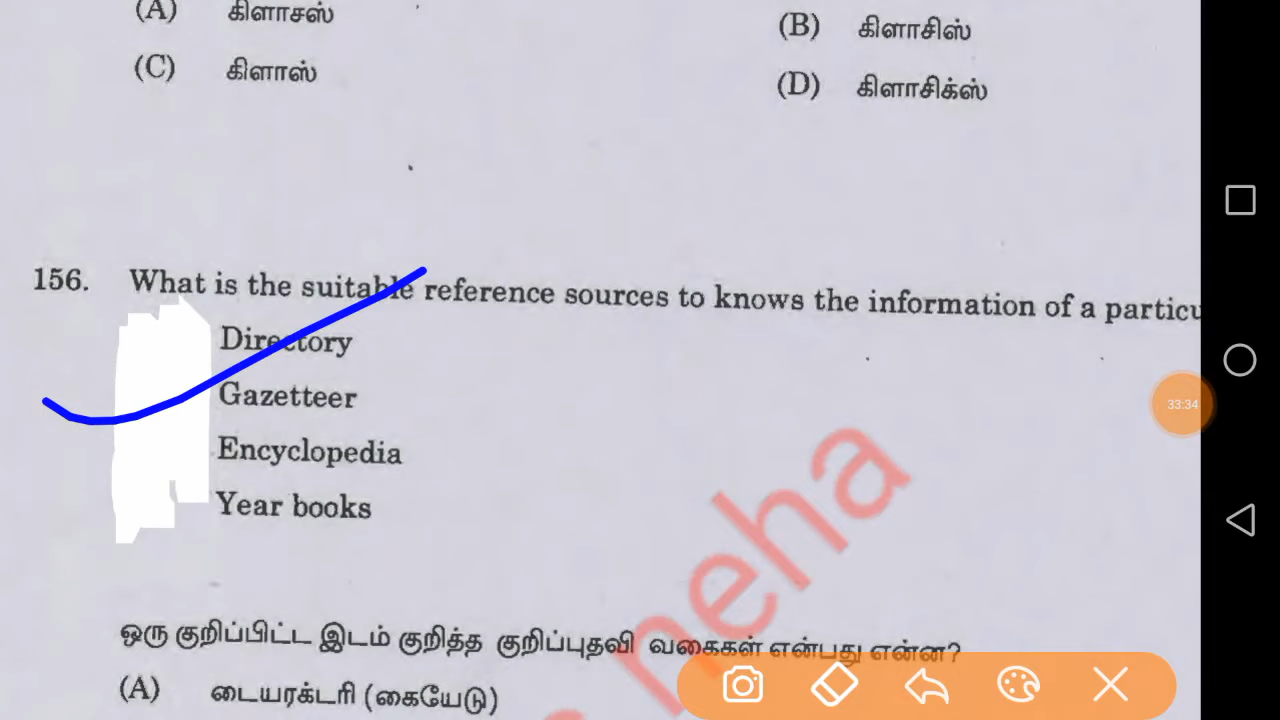 (A) கிளாசஸ்
(B) கிளாசிஸ்
(C) கிளாஸ்
(D) கிளாசிக்ஸ்
156. What is the suitable reference sources to knows the information of a particu
Directory
Gazetteer
Encyclopedia
Year books
ஒரு குறிப்பிட்ட இடம் குறித்த குறிப்புதவி வகைகள் என்பது என்ன?
(A) டையரக்டரி (கையேடு)
neha
33:34